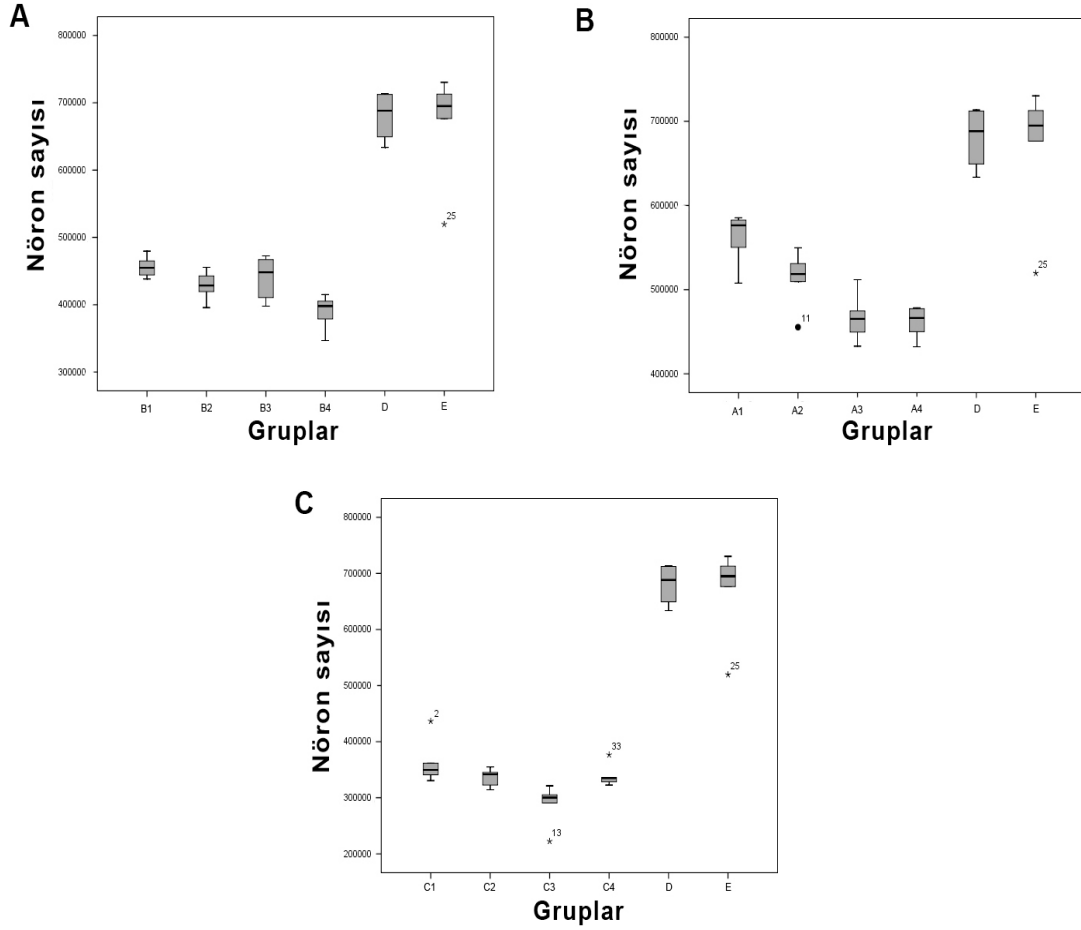 A
Nöron sayısı
800000
700000
600000
500000
400000
300000
25
B1 B2 B3 B4 D E
Gruplar
B
Nöron sayısı
800000
700000
600000
500000
400000
11
25
A1 A2 A3 A4 D E
Gruplar
C
Nöron sayısı
800000
700000
600000
500000
400000
300000
200000
2
13
33
25
C1 C2 C3 C4 D E
Gruplar